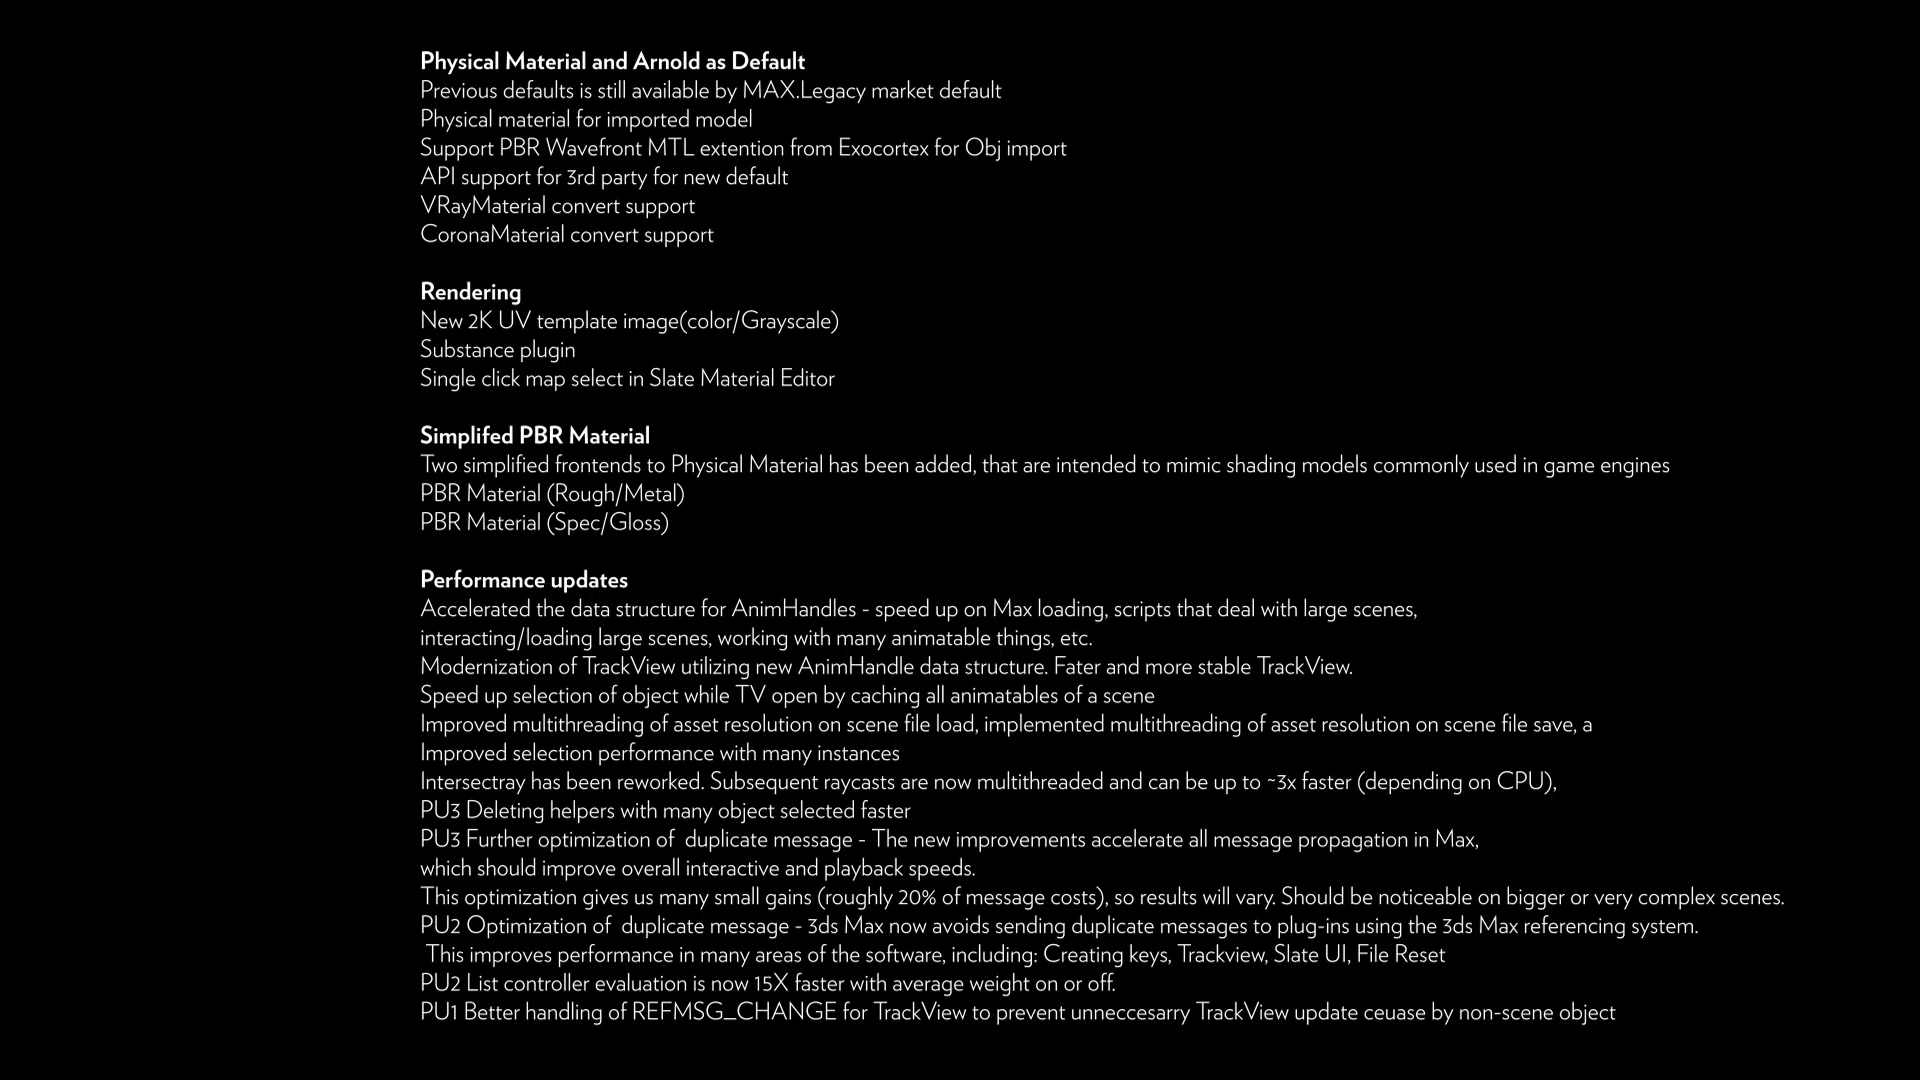 Physical Material and Arnold as Default
Previous defaults is still available by MAX.Legacy market default
Physical material for imported model
Support PBR Wavefront MTL extention from Exocortex for Obj import
API support for 3rd party for new default
VRayMaterial convert support
CoronaMaterial convert support
Rendering
New 2K UV template image(color/Grayscale)
Substance plugin
Single click map select in Slate Material Editor
Simplifed PBR Material
Two simplified frontends to Physical Material has been added, that are intended to mimic shading models commonly used in game engines
PBR Material (Rough/Metal)
PBR Material (Spec/Gloss)
Performance updates
Accelerated the data structure for AnimHandles - speed up on Max loading, scripts that deal with large scenes,
interacting/loading large scenes, working with many animatable things, etc.
Modernization of TrackView utilizing new AnimHandle data structure. Fater and more stable TrackView.
Speed up selection of object while TV open by caching all animatables of a scene
Improved multithreading of asset resolution on scene file load, implemented multithreading of asset resolution on scene file save, a
Improved selection performance with many instances
Intersectray has been reworked. Subsequent raycasts are now multithreaded and can be up to ~3x faster (depending on CPU),
PU3 Deleting helpers with many object selected faster
PU3 Further optimization of  duplicate message - The new improvements accelerate all message propagation in Max,
which should improve overall interactive and playback speeds.
This optimization gives us many small gains (roughly 20% of message costs), so results will vary. Should be noticeable on bigger or very complex scenes.
PU2 Optimization of  duplicate message - 3ds Max now avoids sending duplicate messages to plug-ins using the 3ds Max referencing system.
This improves performance in many areas of the software, including: Creating keys, Trackview, Slate UI, File Reset
PU2 List controller evaluation is now 15X faster with average weight on or off.
PU1 Better handling of REFMSG_CHANGE for TrackView to prevent unneccesarry TrackView update ceuase by non-scene object